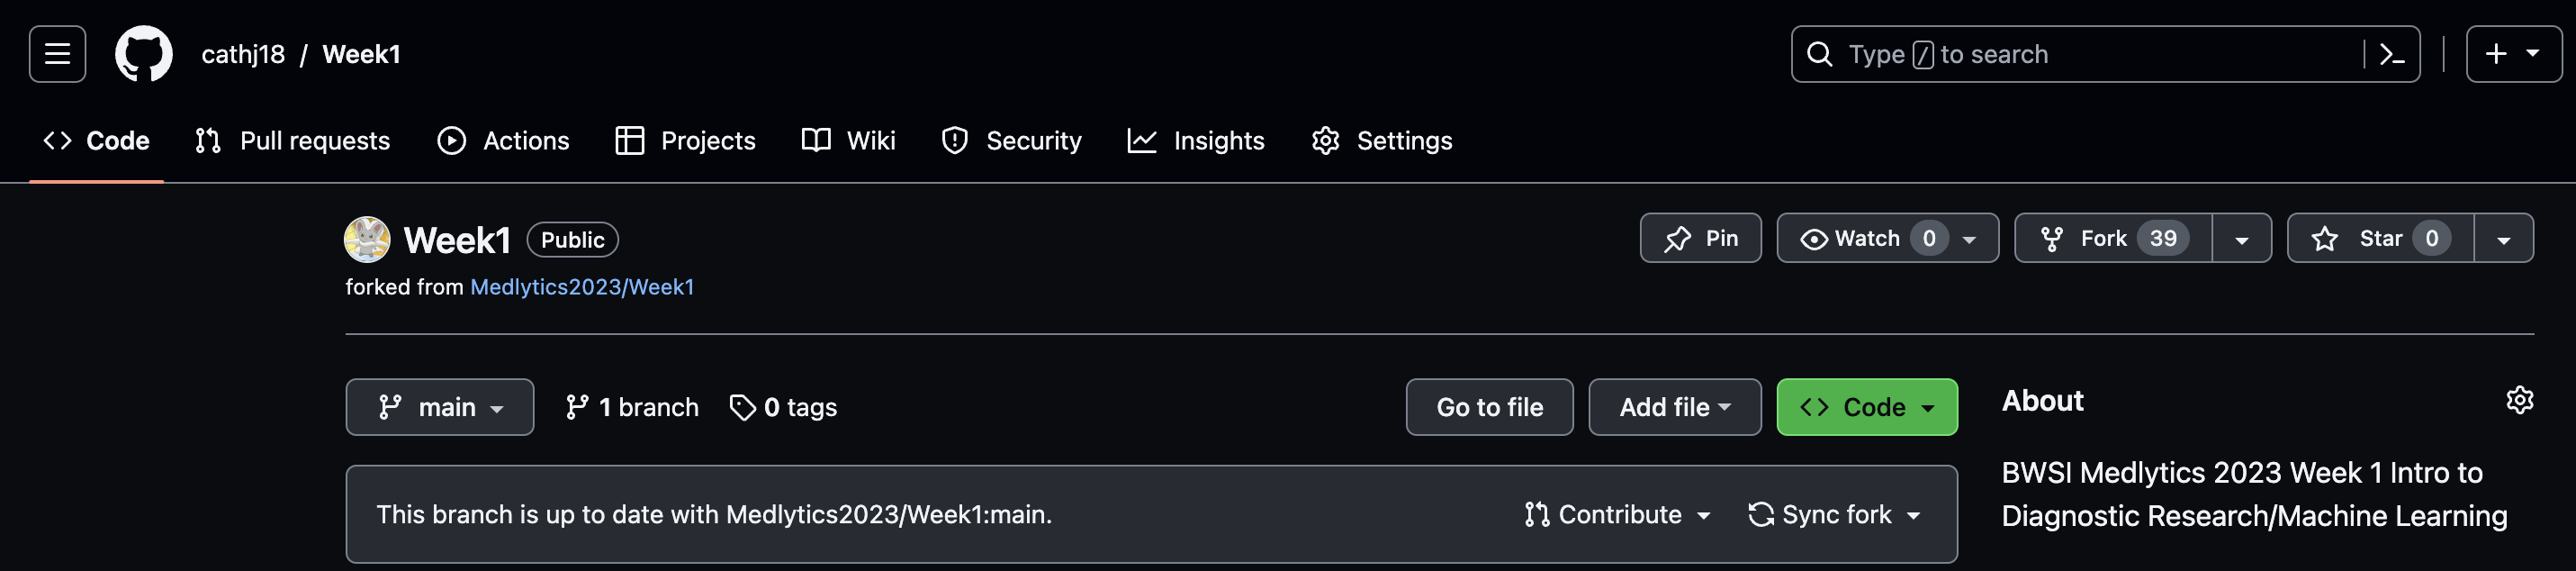 cathj18 / Week1
Type / to search
Code Pull requests Actions Projects Wiki Security Insights Settings
Week1 Public
Pin Watch 0 Fork 39 Star 0
forked from Medlytics2023/Week1
main 1 branch 0 tags Go to file Add file Code
About
This branch is up to date with Medlytics2023/Week1:main. Contribute Sync fork
BWSI Medlytics 2023 Week 1 Intro to
Diagnostic Research/Machine Learning